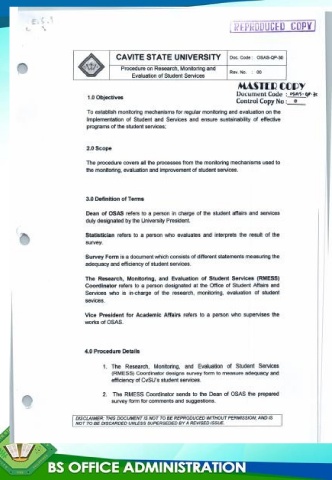 REPRODUCED COPY
CAVITE STATE UNIVERSITY
Doc. Code: OSAS-QP-30
Procedure on Research, Monitoring and
Evaluation of Student Services
Rev. No. : 00
MASTER COPY
Document Code :
Control Copy No :
1.0 Objectives
To establish monitoring mechanisms for regular monitoring and evaluation on the
implementation of Student and Services and ensure sustainability of effective
programs of the student services;
2.0 Scope
The procedure covers all the processes from the monitoring mechanisms used to
the monitoring, evaluation and improvement of student services.
3.0 Definition of Terms
Dean of OSAS refers to a person in charge of the student affairs and services
duly designated by the University President.
Statistician refers to a person who evaluates and interprets the result of the
survey.
Survey Form is a document which consists of different statements measuring the
adequacy and efficiency of student services.
The Research, Monitoring, and Evaluation of Student Services (RMESS)
Coordinator refers to a person designated at the Office of Student Affairs and
Services who is in-charge of the research, monitoring, evaluation of student
sevices.
Vice President for Academic Affairs refers to a person who supervises the
works of OSAS.
4.0 Procedure Details
1. The Research, Monitoring, and Evaluation of Student Services
(RMESS) Coordinator designs survey form to measure adequacy and
efficiency of CvSU's student services.
2. The RMESS Coordinator sends to the Dean of OSAS the prepared
survey form for comments and suggestions.
DISCLAIMER: THIS DOCUMENT IS NOT TO BE REPRODUCED WITHOUT PERMISSION, AND IS
NOT TO BE DISCARDED UNLESS SUPERSEDED BY A REVISED ISSUE.
BS OFFICE ADMINISTRATION